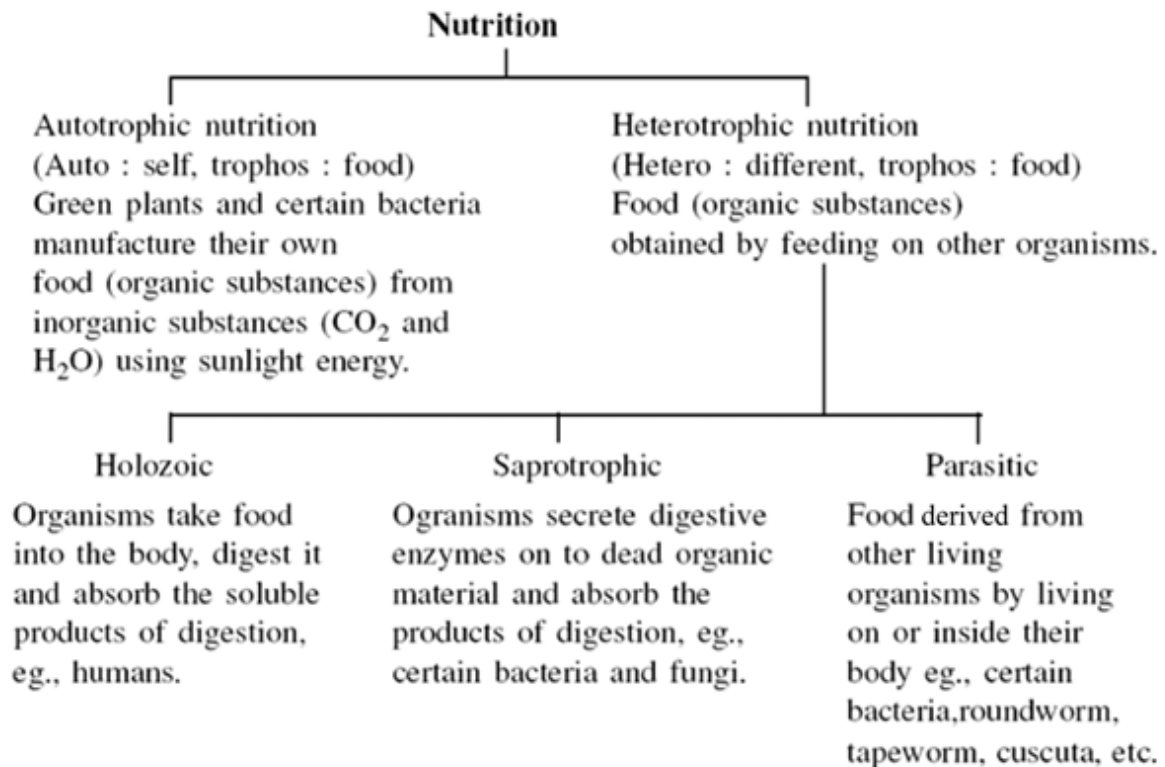 Nutrition
Autotrophic nutrition
(Auto : self, trophos : food)
Green plants and certain bacteria
manufacture their own
food (organic substances) from
inorganic substances (CO₂ and
H₂O) using sunlight energy.
Heterotrophic nutrition
(Hetero : different, trophos : food)
Food (organic substances)
obtained by feeding on other organisms.
Holozoic
Organisms take food
into the body, digest it
and absorb the soluble
products of digestion,
eg., humans.
Saprotrophic
Ogranisms secrete digestive
enzymes on to dead organic
material and absorb the
products of digestion, eg.,
certain bacteria and fungi.
Parasitic
Food derived from
other living
organisms by living
on or inside their
body eg., certain
bacteria,roundworm,
tapeworm, cuscuta, etc.